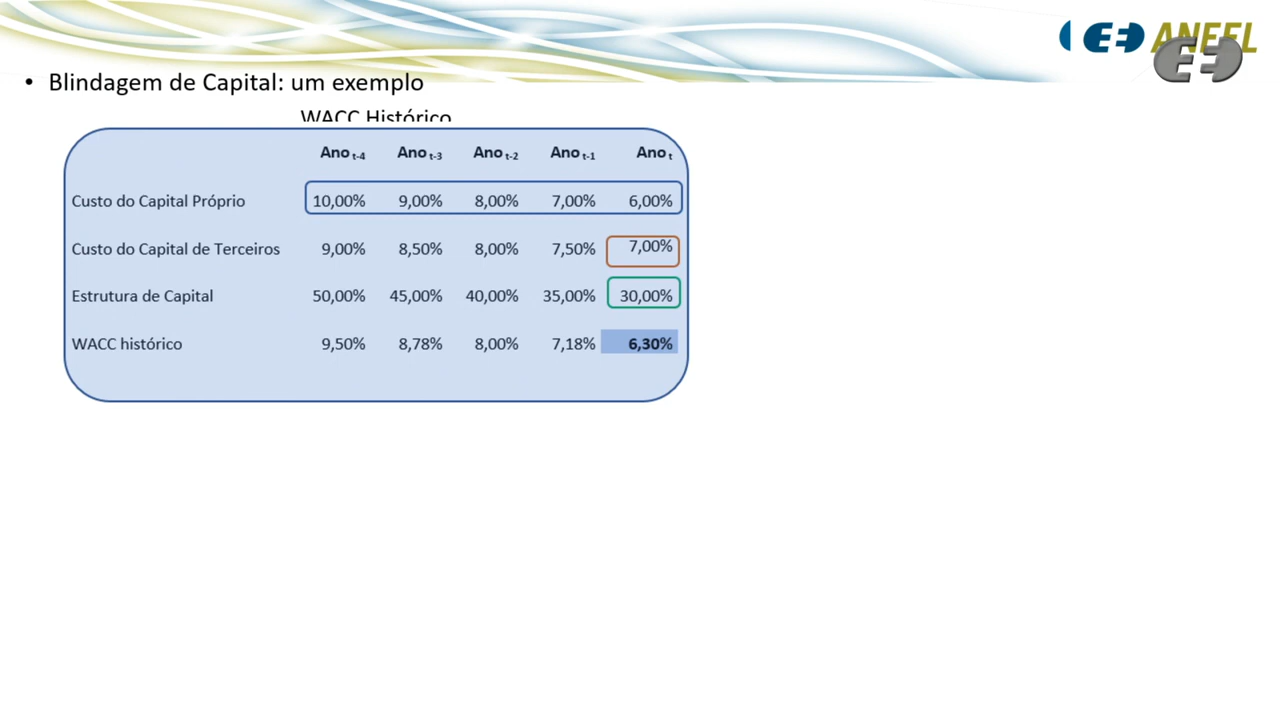 ANEEL
• Blindagem de Capital: um exemplo
WACC Histórico
Ano t-4 Ano t-3 Ano t-2 Ano t-1 Ano t
Custo do Capital Próprio 10,00% 9,00% 8,00% 7,00% 6,00%
Custo do Capital de Terceiros 9,00% 8,50% 8,00% 7,50% 7,00%
Estrutura de Capital 50,00% 45,00% 40,00% 35,00% 30,00%
WACC histórico 9,50% 8,78% 8,00% 7,18% 6,30%